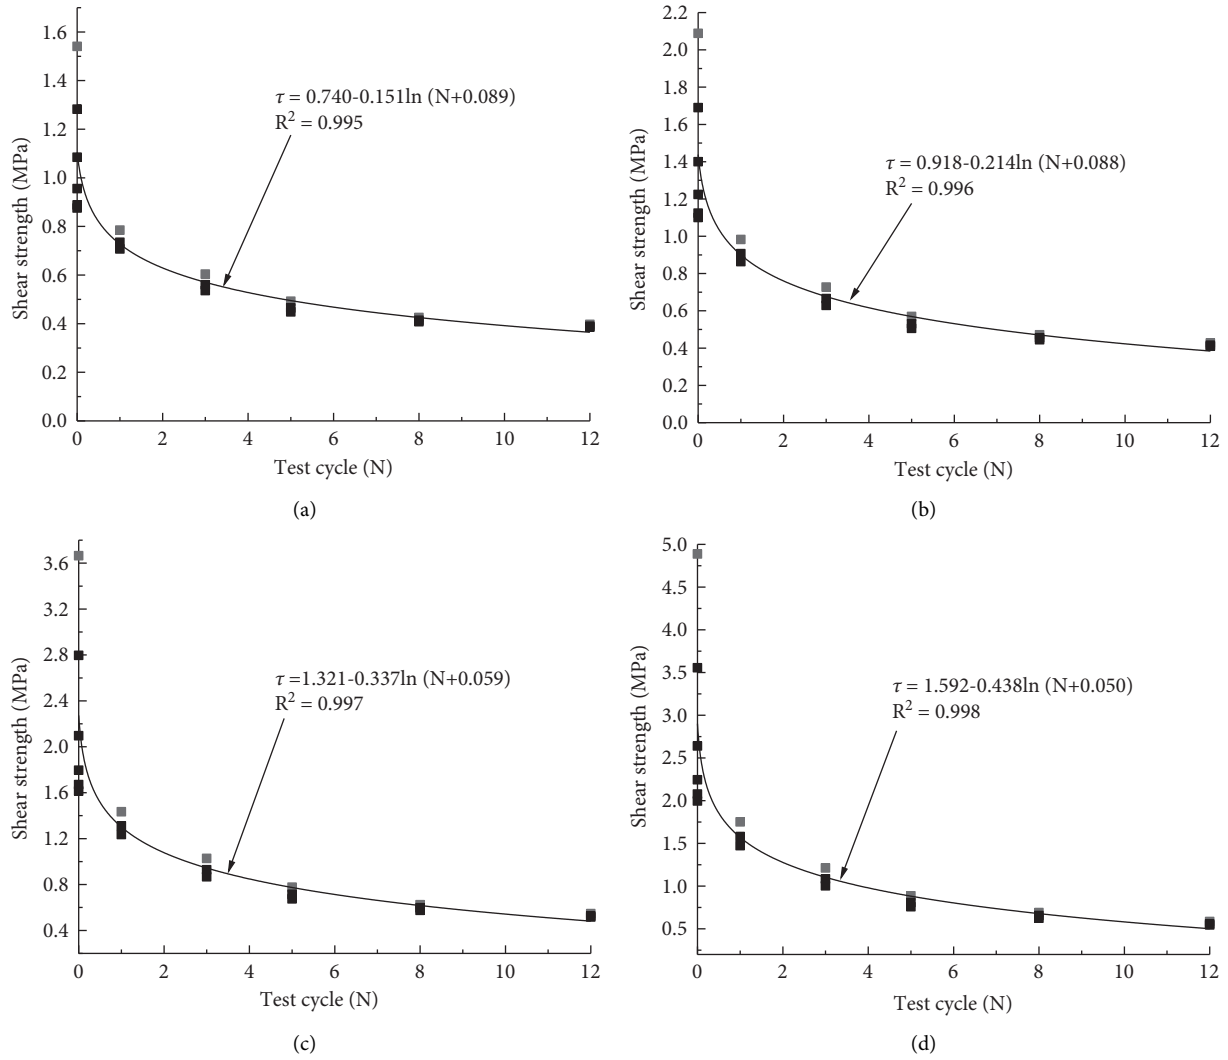 1.6
1.4
1.2
1.0
0.8
0.6
0.4
0.2
0.0
Shear strength (MPa)
τ = 0.740-0.151ln (N+0.089)
R² = 0.995
0 2 4 6 8 10 12
Test cycle (N)
(a)
2.2
2.0
1.8
1.6
1.4
1.2
1.0
0.8
0.6
0.4
0.2
0.0
Shear strength (MPa)
τ = 0.918-0.214ln (N+0.088)
R² = 0.996
0 2 4 6 8 10 12
Test cycle (N)
(b)
3.6
3.2
2.8
2.4
2.0
1.6
1.2
0.8
0.4
Shear strength (MPa)
τ =1.321-0.337ln (N+0.059)
R² = 0.997
0 2 4 6 8 10 12
Test cycle (N)
(c)
5.0
4.5
4.0
3.5
3.0
2.5
2.0
1.5
1.0
0.5
Shear strength (MPa)
τ = 1.592-0.438ln (N+0.050)
R² = 0.998
0 2 4 6 8 10 12
Test cycle (N)
(d)